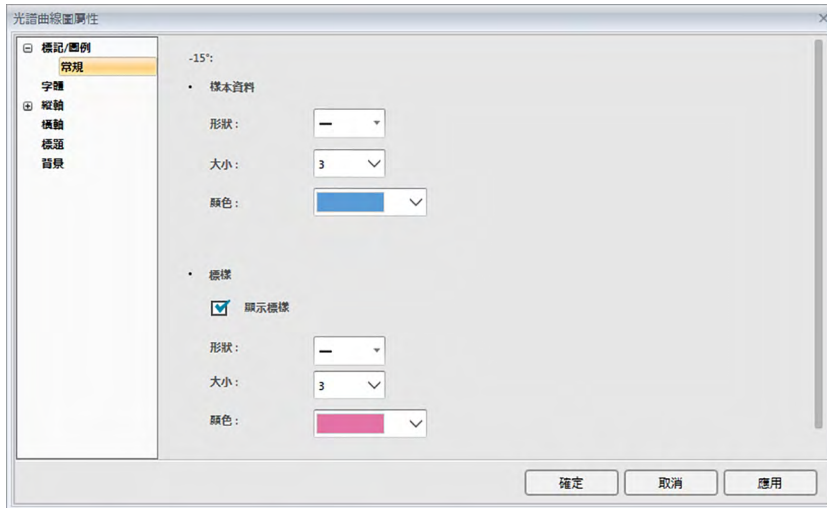 光譜曲線圖屬性
標記/圖例
常規
字體
縱軸
橫軸
標題
背景
-15°:
• 樣本資料
形狀:
大小: 3
顏色:
• 標樣
顯示標樣
形狀:
大小: 3
顏色:
確定 取消 應用